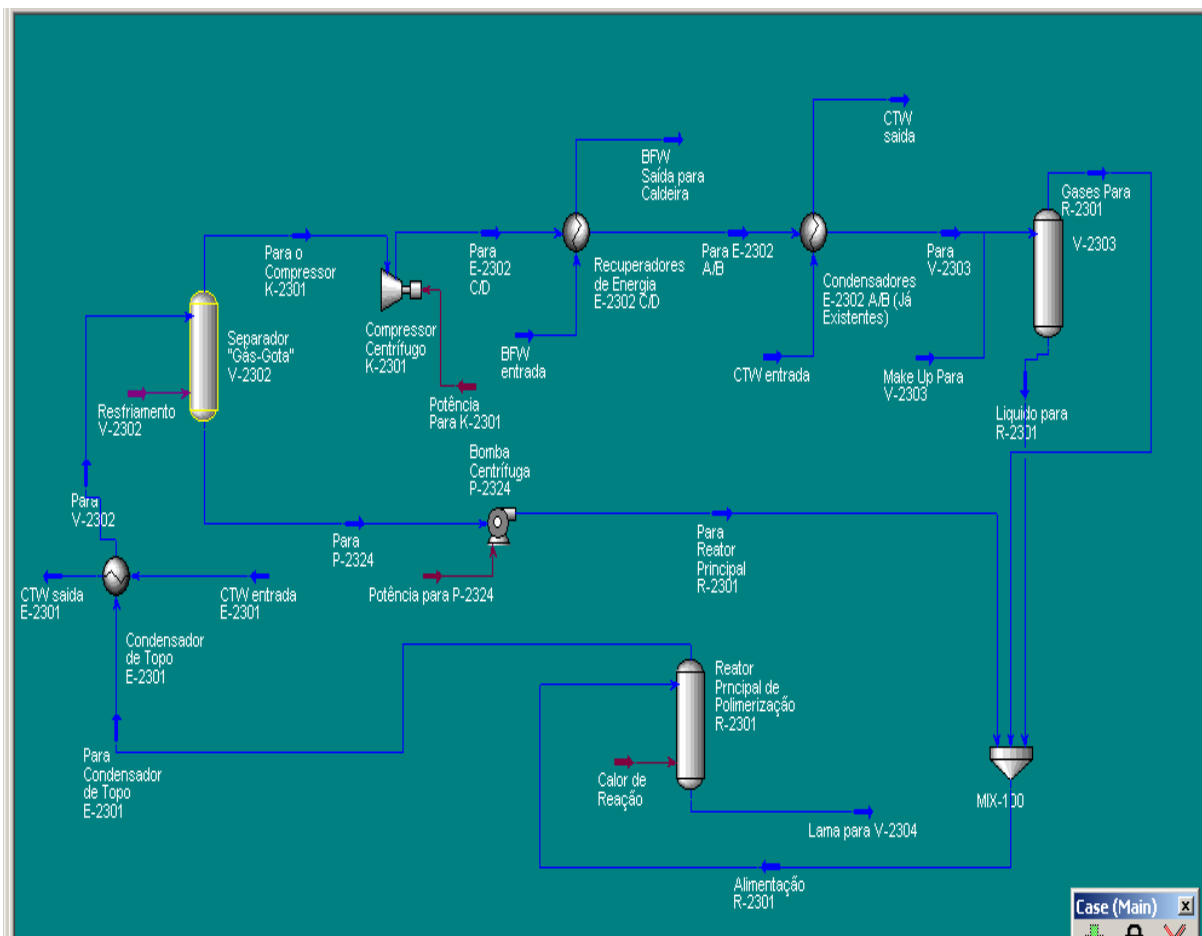 CTW
saida
BFW
Saída para
Caldeira
Gases Para
R-2301
V-2303
Para o
Compressor
K-2301
Para
E-2302
C/D
Recuperadores
de Energia
E-2302 C/D
Para E-2302
A/B
Condensadores
E-2302 A/B (Já
Existentes)
Para
V-2303
Separador
"Gás-Gota"
V-2302
Compressor
Centrífugo
K-2301
BFW
entrada
CTW entrada
Make Up Para
V-2303
Resfriamento
V-2302
Potência
Para K-2301
Liquido para
R-2301
Bomba
Centrífuga
P-2324
Para
V-2302
Para
P-2324
Para
Reator
Principal
R-2301
Potência para P-2324
CTW saida
E-2301
CTW entrada
E-2301
Condensador
de Topo
E-2301
Reator
Prncipal de
Polimerização
R-2301
Para
Condensador
de Topo
E-2301
Calor de
Reação
MIX-100
Lama para V-2304
Alimentação
R-2301
Case (Main)